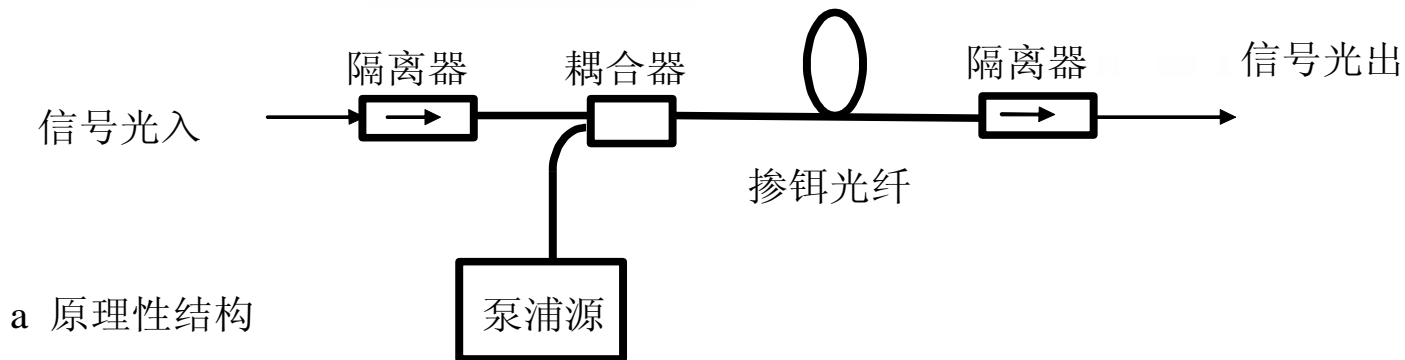 隔离器
耦合器
隔离器
信号光出
信号光入
掺铒光纤
a 原理性结构
泵浦源